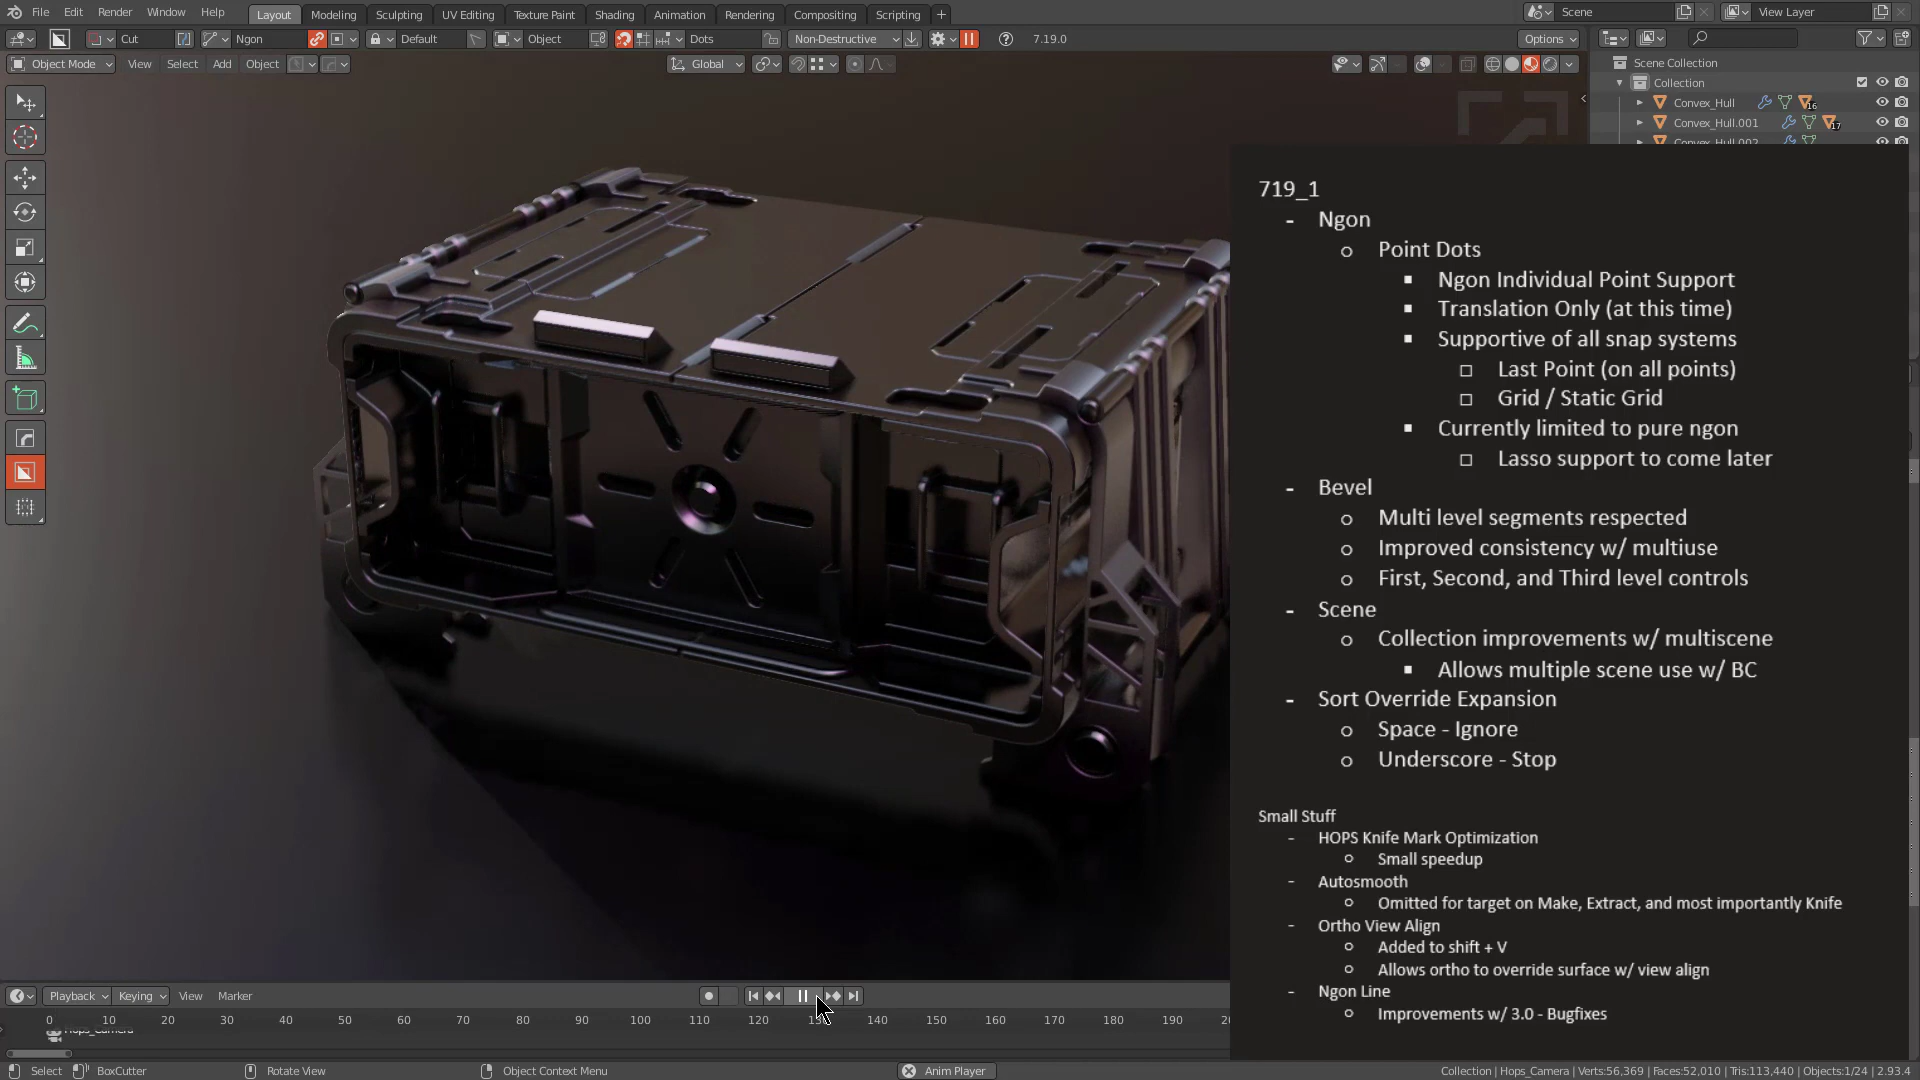 File Edit Render Window Help Layout Modeling Sculpting UV Editing Texture Paint Shading Animation Rendering Compositing Scripting + Scene View Layer
Cut Ngon Default Object Dots Non-Destructive 7.19.0 Options
Object Mode View Select Add Object Global Scene Collection
Collection
Convex_Hull 16
Convex_Hull.001 17
Convex_Hull.002
719_1
- Ngon
o Point Dots
▪ Ngon Individual Point Support
▪ Translation Only (at this time)
▪ Supportive of all snap systems
□ Last Point (on all points)
□ Grid / Static Grid
▪ Currently limited to pure ngon
□ Lasso support to come later
- Bevel
o Multi level segments respected
o Improved consistency w/ multiuse
o First, Second, and Third level controls
- Scene
o Collection improvements w/ multiscene
▪ Allows multiple scene use w/ BC
- Sort Override Expansion
o Space - Ignore
o Underscore - Stop
Small Stuff
- HOPS Knife Mark Optimization
o Small speedup
- Autosmooth
o Omitted for target on Make, Extract, and most importantly Knife
- Ortho View Align
o Added to shift + V
o Allows ortho to override surface w/ view align
- Ngon Line
o Improvements w/ 3.0 - Bugfixes
Playback Keying View Marker
0 10 20 30 40 50 60 70 80 90 100 110 120 130 140 150 160 170 180 190
Hops_Camera
Select BoxCutter Rotate View Object Context Menu Anim Player Collection | Hops_Camera | Verts:56,369 | Faces:52,010 | Tris:113,440 | Objects:1/24 | 2.93.4